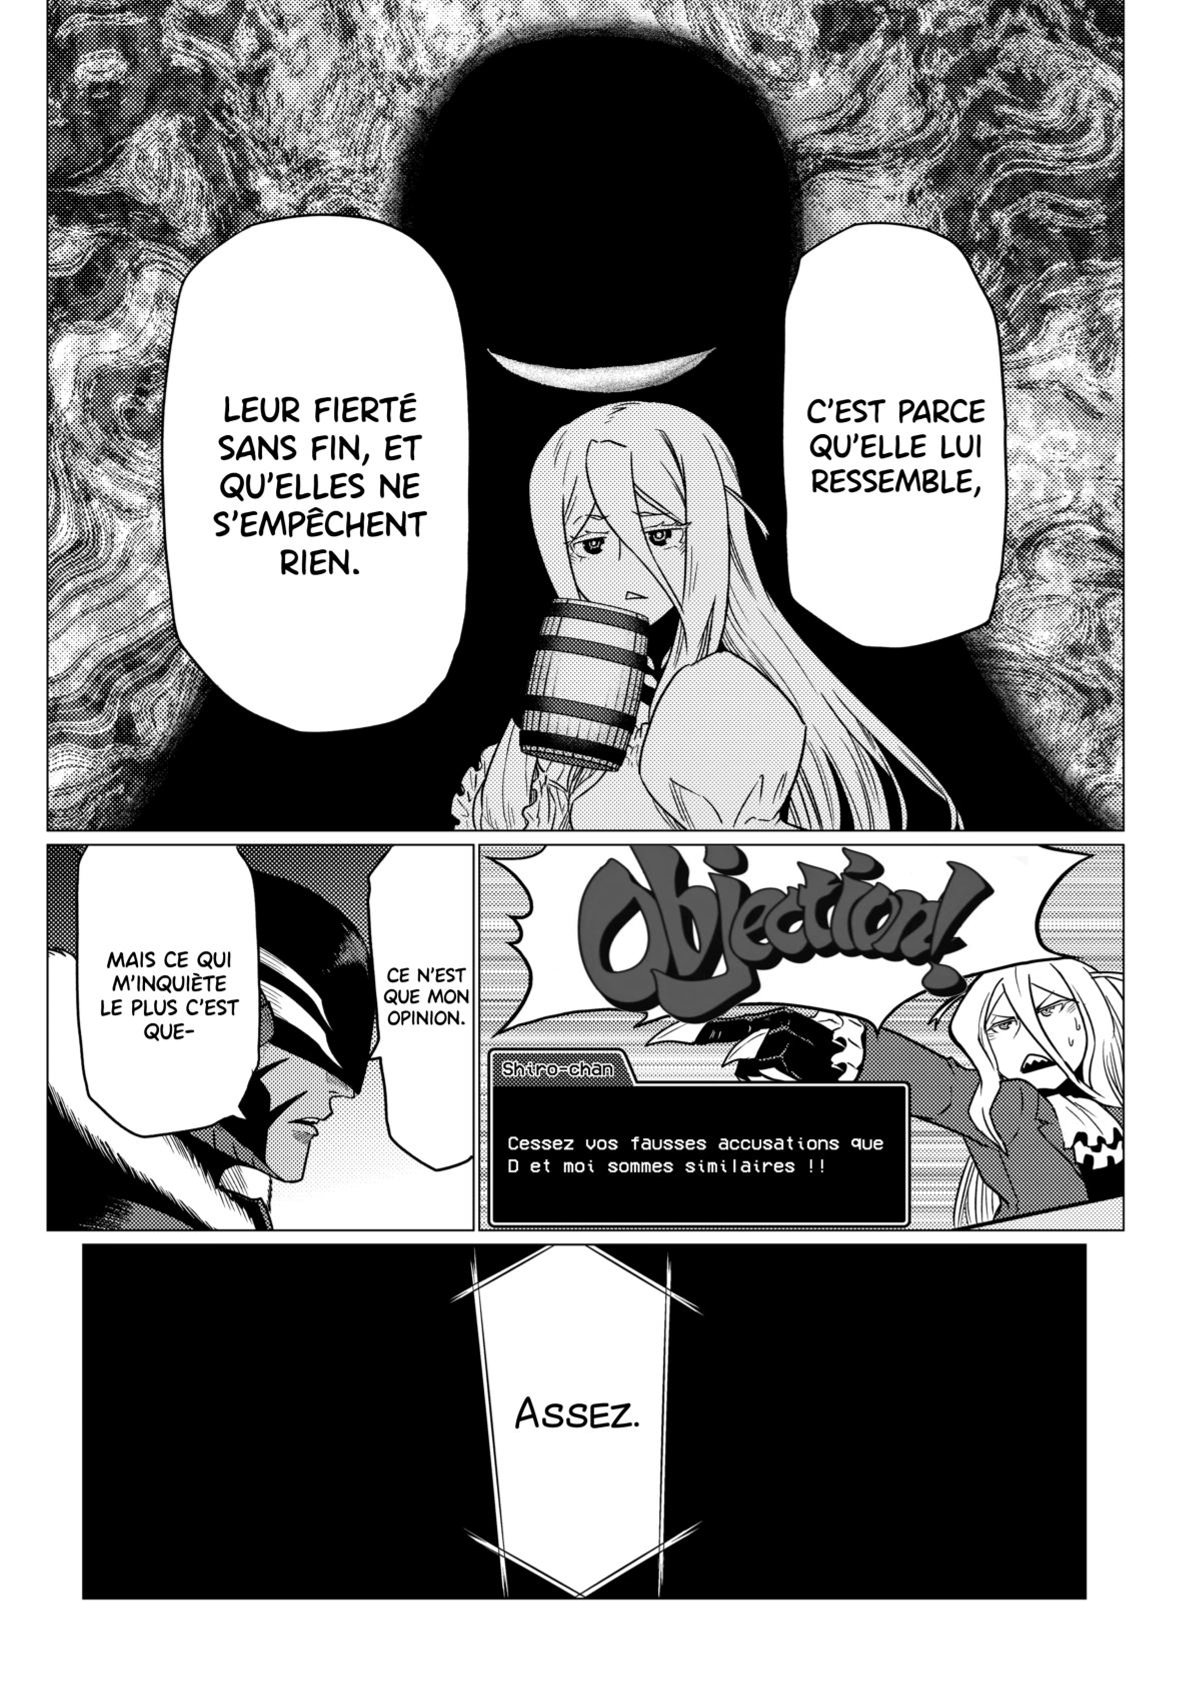 C'EST PARCE
QU'ELLE LUI
RESSEMBLE,
LEUR FIERTÉ
SANS FIN, ET
QU'ELLES NE
S'EMPÊCHENT
RIEN.
Objection!
Shiro-chan
Cessez vos fausses accusations que
D et moi sommes similaires !!
CE N'EST
QUE MON
OPINION.
MAIS CE QUI
M'INQUIÈTE
LE PLUS C'EST
QUE-
ASSEZ.